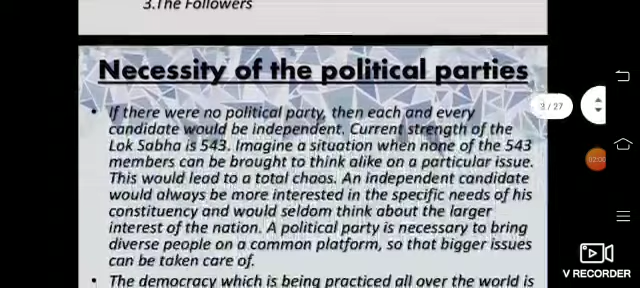 3.The Followers
Necessity of the political parties
• If there were no political party, then each and every
candidate would be independent. Current strength of the
Lok Sabha is 543. Imagine a situation when none of the 543
members can be brought to think alike on a particular issue.
This would lead to a total chaos. An independent candidate
would always be more interested in the specific needs of his
constituency and would seldom think about the larger
interest of the nation. A political party is necessary to bring
diverse people on a common platform, so that bigger issues
can be taken care of.
• The democracy which is being practiced all over the world is
02:00
V RECORDER